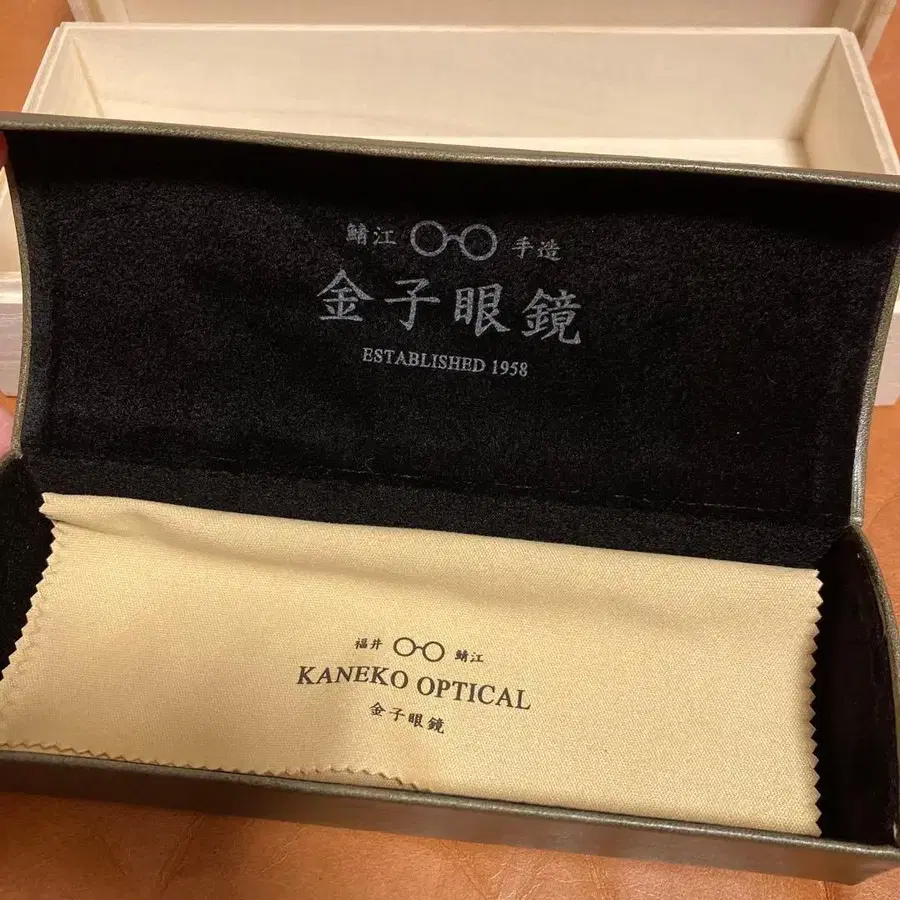 鯖江 手造
金子眼鏡
ESTABLISHED 1958
福井 鯖江
KANEKO OPTICAL
金子眼鏡